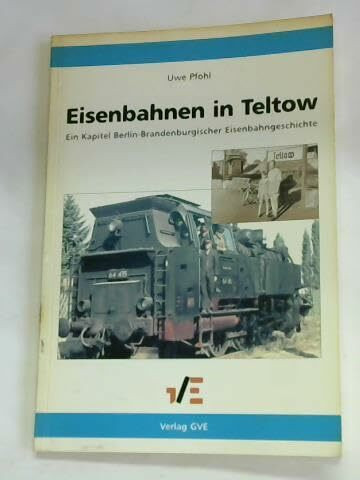 Uwe Pfohl
Eisenbahnen in Teltow
Ein Kapitel Berlin-Brandenburgischer Eisenbahngeschichte
Teltow
Verlag GVE